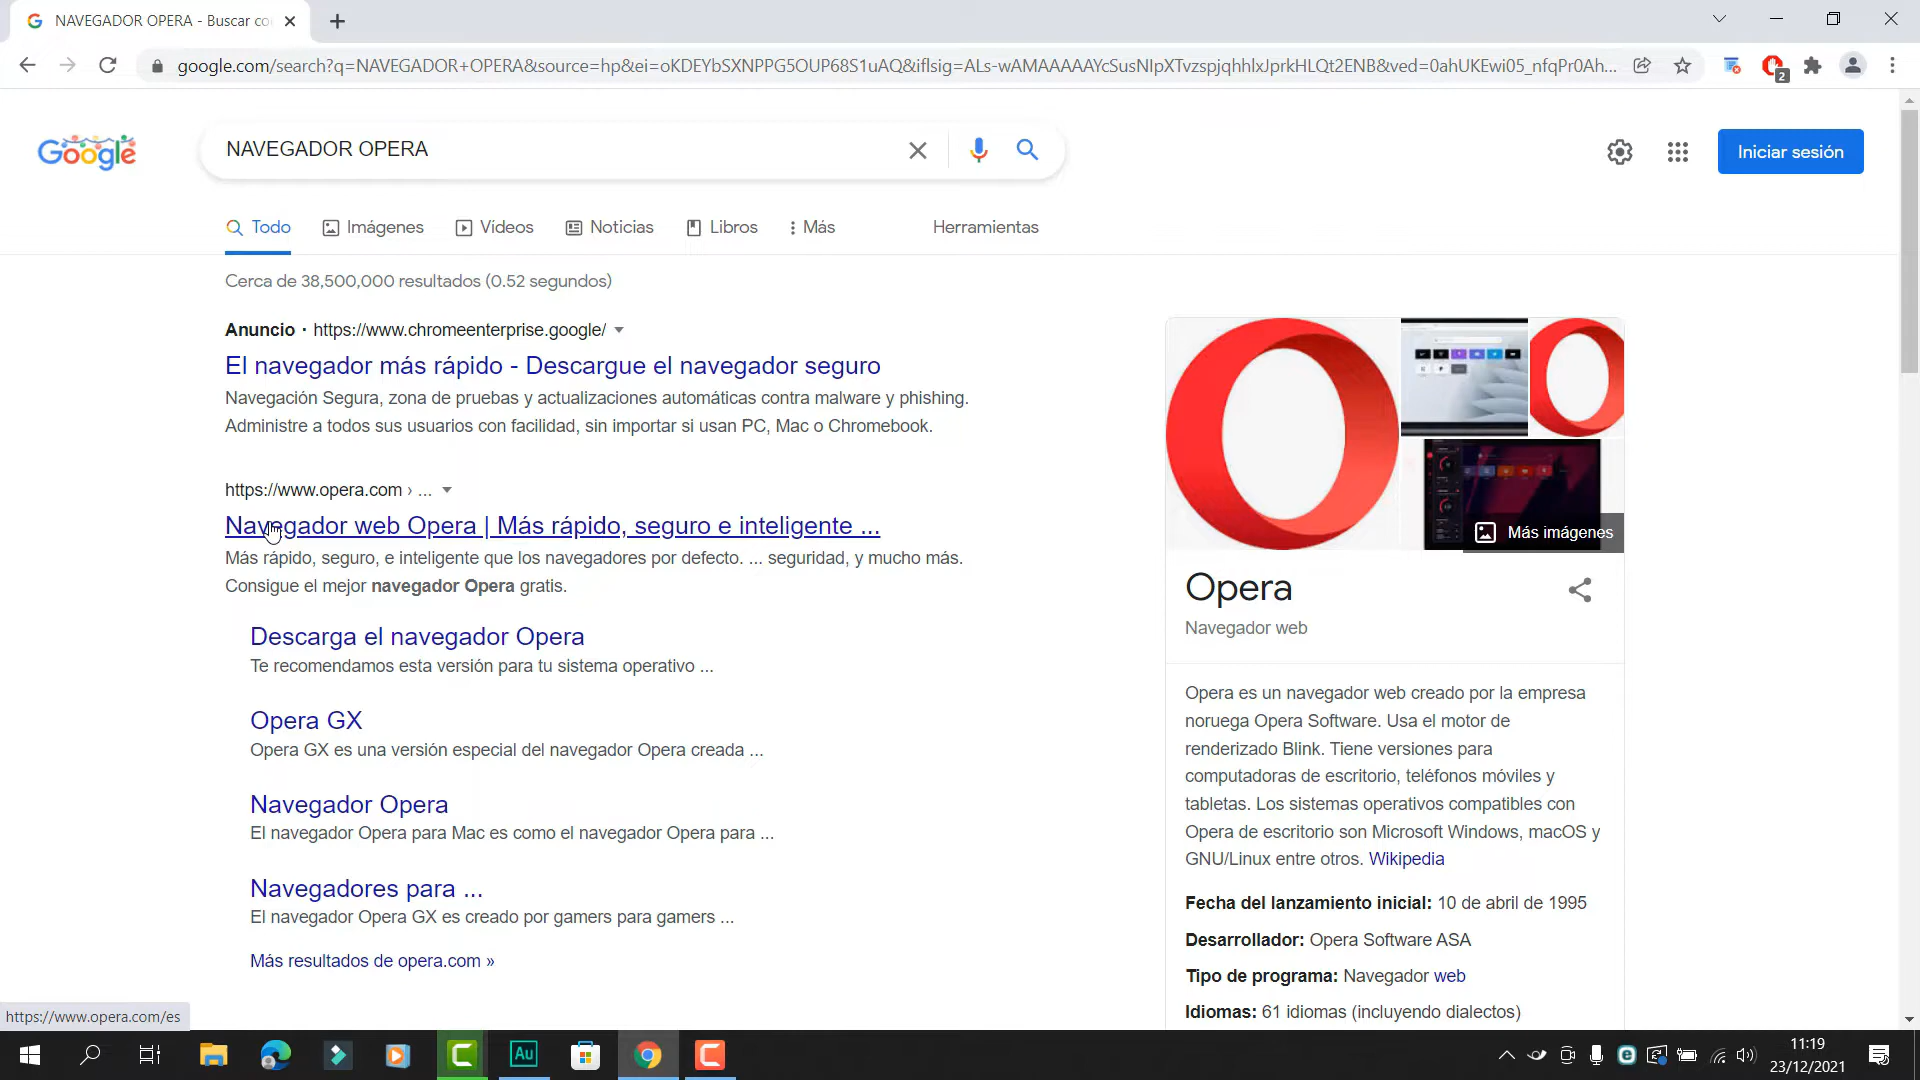 NAVEGADOR OPERA - Buscar co
google.com/search?q=NAVEGADOR+OPERA&source=hp&ei=oKDEYbSXNPPG5OUP68S1uAQ&iflsig=ALs-wAMAAAAAYcSusNIpXTvzspjqhhlxJprkHLQt2ENB&ved=0ahUKEwi05_nfqPr0Ah...
2
Google
NAVEGADOR OPERA
Iniciar sesión
Todo
Imágenes
Vídeos
Noticias
Libros
Más
Herramientas
Cerca de 38,500,000 resultados (0.52 segundos)
Anuncio · https://www.chromeenterprise.google/
El navegador más rápido - Descargue el navegador seguro
Navegación Segura, zona de pruebas y actualizaciones automáticas contra malware y phishing.
Administre a todos sus usuarios con facilidad, sin importar si usan PC, Mac o Chromebook.
https://www.opera.com › ...
Navegador web Opera | Más rápido, seguro e inteligente ...
Más rápido, seguro, e inteligente que los navegadores por defecto. ... seguridad, y mucho más.
Consigue el mejor navegador Opera gratis.
Descarga el navegador Opera
Te recomendamos esta versión para tu sistema operativo ...
Opera GX
Opera GX es una versión especial del navegador Opera creada ...
Navegador Opera
El navegador Opera para Mac es como el navegador Opera para ...
Navegadores para ...
El navegador Opera GX es creado por gamers para gamers ...
Más resultados de opera.com »
Más imágenes
Opera
Navegador web
Opera es un navegador web creado por la empresa
noruega Opera Software. Usa el motor de
renderizado Blink. Tiene versiones para
computadoras de escritorio, teléfonos móviles y
tabletas. Los sistemas operativos compatibles con
Opera de escritorio son Microsoft Windows, macOS y
GNU/Linux entre otros. Wikipedia
Fecha del lanzamiento inicial: 10 de abril de 1995
Desarrollador: Opera Software ASA
Tipo de programa: Navegador web
Idiomas: 61 idiomas (incluyendo dialectos)
https://www.opera.com/es
Au
11:19
23/12/2021